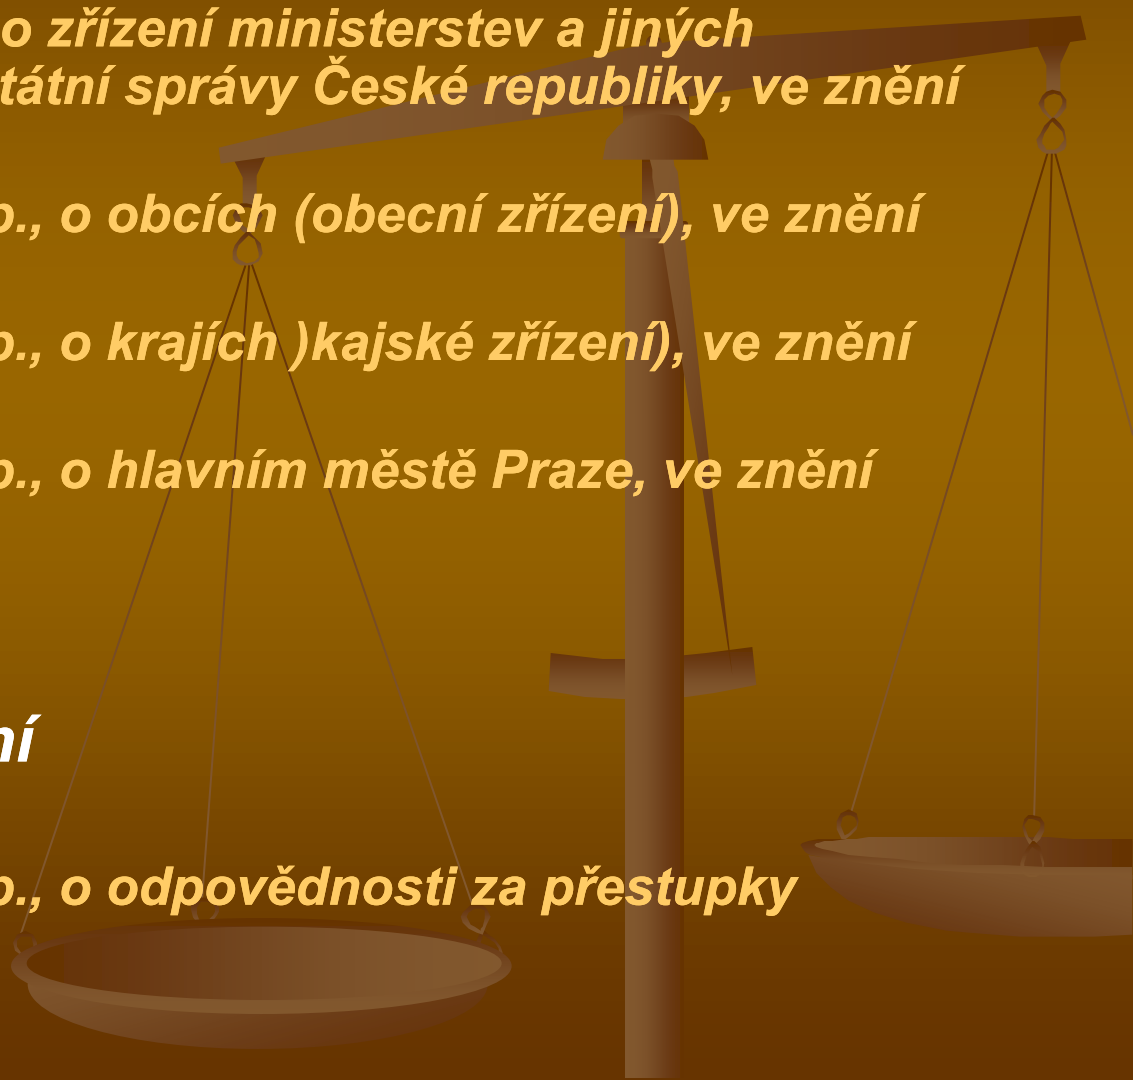 o zřízení ministerstev a jiných
tátní správy České republiky, ve znění
b., o obcích (obecní zřízení), ve znění
b., o krajích )kajské zřízení), ve znění
b., o hlavním městě Praze, ve znění
ní
b., o odpovědnosti za přestupky